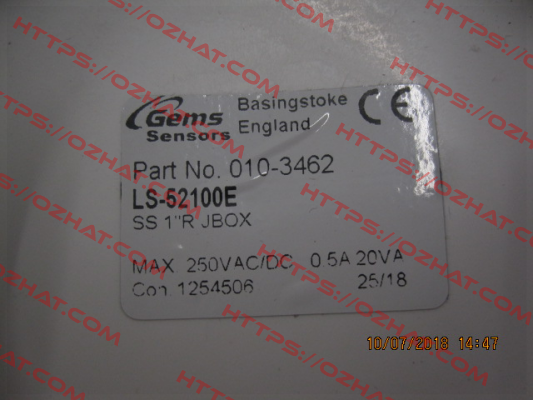 Gems
Sensors
Basingstoke
England
CE
Part No. 010-3462
LS-52100E
SS 1"R JBOX
MAX. 250VAC/DC 0.5A 20VA
Con. 1254506 25/18
10/07/2018 14:47
HTTPS://OZHAT.COM